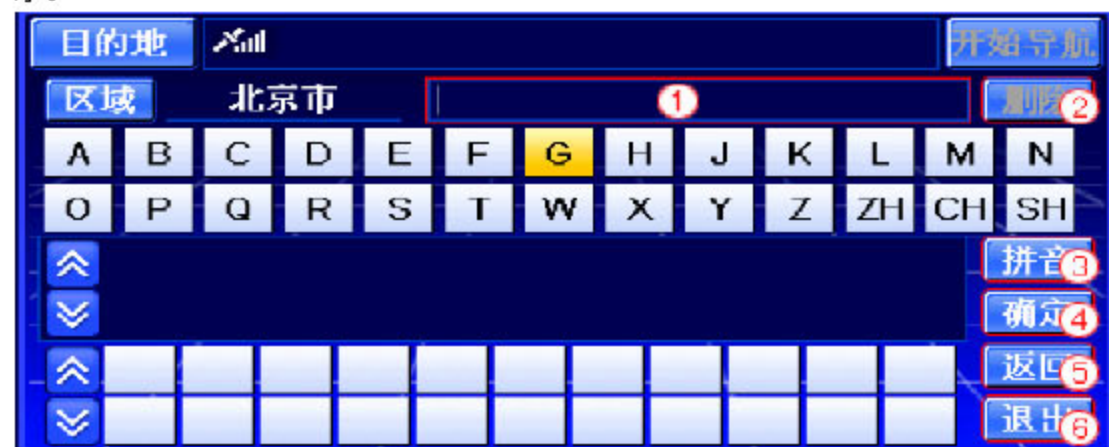 目的地 开始导航
区域 北京市 ① 删除 ②
A B C D E F G H J K L M N
O P Q R S T W X Y Z ZH CH SH
拼音 ③
确定 ④
返回 ⑤
退出 ⑥